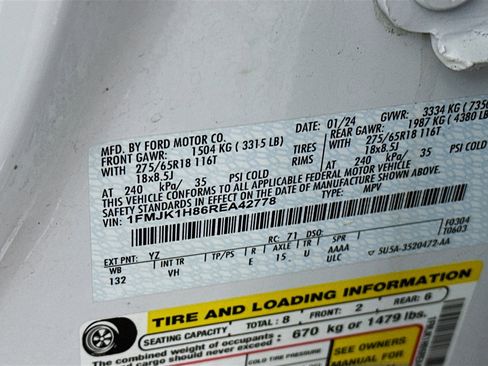 MFD. BY FORD MOTOR CO.
01/24 GVWR: 3334 KG
FRONT GAWR: 1504 KG (3315 LB) REAR GAWR: 1987 KG (4380 LB
WITH 275/65R18 116T TIRES WITH 275/65R18 116T
18x8.5J RIMS 18x8.5J
AT 240 kPa/ 35 PSI COLD AT 240 kPa/ 35 PSI COLD
THIS VEHICLE CONFORMS TO ALL APPLICABLE FEDERAL MOTOR VEHICLE
SAFETY STANDARDS IN EFFECT ON THE DATE OF MANUFACTURE SHOWN ABOVE.
VIN: 1FMJK1H86REA42778 TYPE: MPV
F0304
T0603
EXT PNT: YZ RC: 71 DSO:
WB INT TR TP/PS R AXLE TR SPR
132 VH E 15 U AAAA
ULC 5U5A-3520472-AA
TIRE AND LOADING INFORMATION
SEATING CAPACITY TOTAL: 8 FRONT: 2 REAR: 6
The combined weight of occupants 670 kg or 1479 lbs.
cargo should never exceed
COLD TIRE
SEE OWNERS
MANUAL FOR